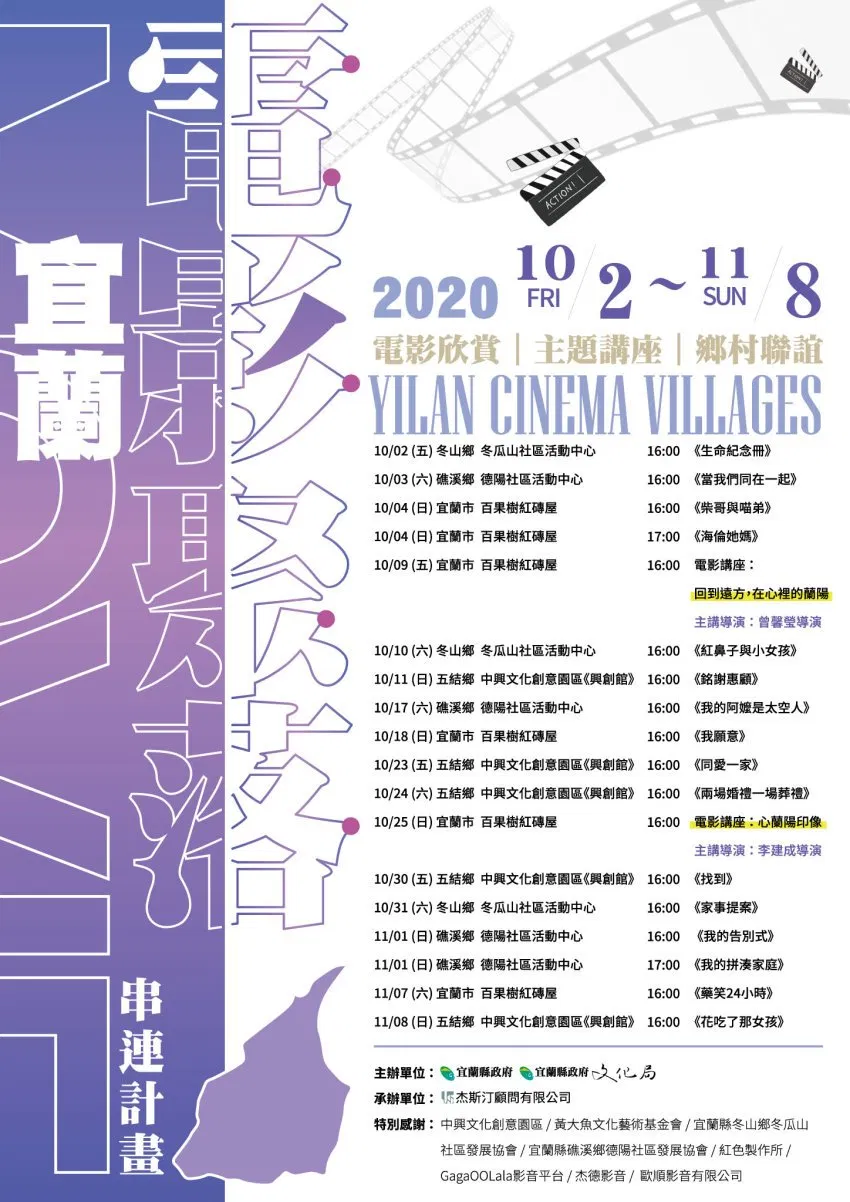 電影聚落
宜蘭
電影聚落
串連計畫
ACTION!
ACTION!
2020 10/2 FRI ~ 11/8 SUN
電影欣賞｜主題講座｜鄉村聯誼
YILAN CINEMA VILLAGES
10/02 (五) 冬山鄉 冬瓜山社區活動中心 16:00 《生命紀念冊》
10/03 (六) 礁溪鄉 德陽社區活動中心 16:00 《當我們同在一起》
10/04 (日) 宜蘭市 百果樹紅磚屋 16:00 《柴哥與喵弟》
10/04 (日) 宜蘭市 百果樹紅磚屋 17:00 《海倫她媽》
10/09 (五) 宜蘭市 百果樹紅磚屋 16:00 電影講座：
回到遠方，在心裡的蘭陽
主講導演：曾馨瑩導演
10/10 (六) 冬山鄉 冬瓜山社區活動中心 16:00 《紅鼻子與小女孩》
10/11 (日) 五結鄉 中興文化創意園區《興創館》 16:00 《銘謝惠顧》
10/17 (六) 礁溪鄉 德陽社區活動中心 16:00 《我的阿嬤是太空人》
10/18 (日) 宜蘭市 百果樹紅磚屋 16:00 《我願意》
10/23 (五) 五結鄉 中興文化創意園區《興創館》 16:00 《同愛一家》
10/24 (六) 五結鄉 中興文化創意園區《興創館》 16:00 《兩場婚禮一場葬禮》
10/25 (日) 宜蘭市 百果樹紅磚屋 16:00 電影講座：心蘭陽印像
主講導演：李建成導演
10/30 (五) 五結鄉 中興文化創意園區《興創館》 16:00 《找到》
10/31 (六) 冬山鄉 冬瓜山社區活動中心 16:00 《家事提案》
11/01 (日) 礁溪鄉 德陽社區活動中心 16:00 《我的告別式》
11/01 (日) 礁溪鄉 德陽社區活動中心 17:00 《我的拼湊家庭》
11/07 (六) 宜蘭市 百果樹紅磚屋 16:00 《藥笑24小時》
11/08 (日) 五結鄉 中興文化創意園區《興創館》 16:00 《花吃了那女孩》
主辦單位：宜蘭縣政府 宜蘭縣政府文化局
承辦單位：杰斯汀顧問有限公司
特別感謝：中興文化創意園區 / 黃大魚文化藝術基金會 / 宜蘭縣冬山鄉冬瓜山
社區發展協會 / 宜蘭縣礁溪鄉德陽社區發展協會 / 紅色製作所 /
GagaOOLala影音平台 / 杰德影音 / 歐順影音有限公司